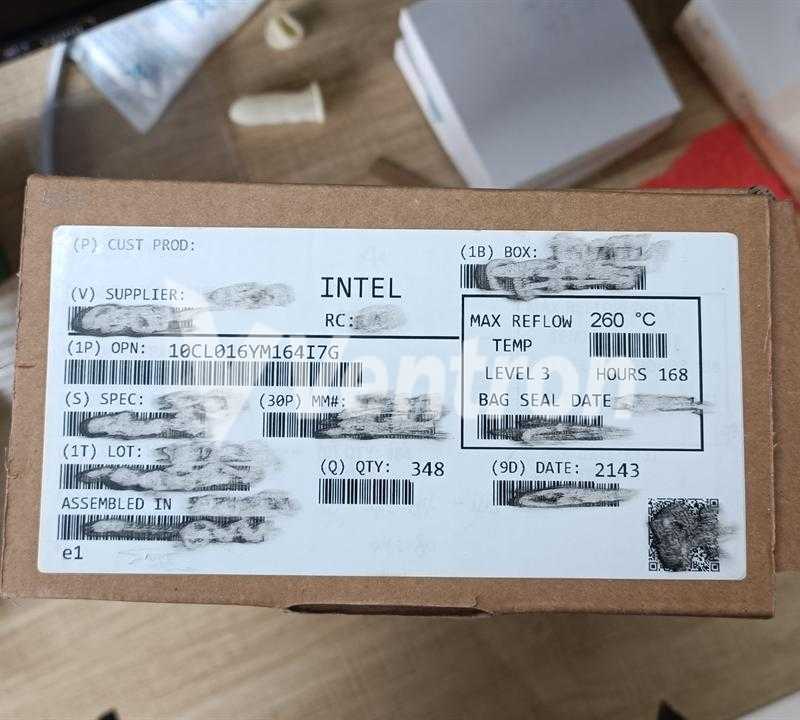 (P) CUST PROD:
(1B) BOX:
(V) SUPPLIER:
INTEL
RC:
MAX REFLOW 260 °C
TEMP
LEVEL 3 HOURS 168
BAG SEAL DATE
(1P) OPN: 10CL016YM164I7G
(S) SPEC:
(30P) MM#:
(1T) LOT:
(Q) QTY: 348
(9D) DATE: 2143
ASSEMBLED IN
e1
Ventron